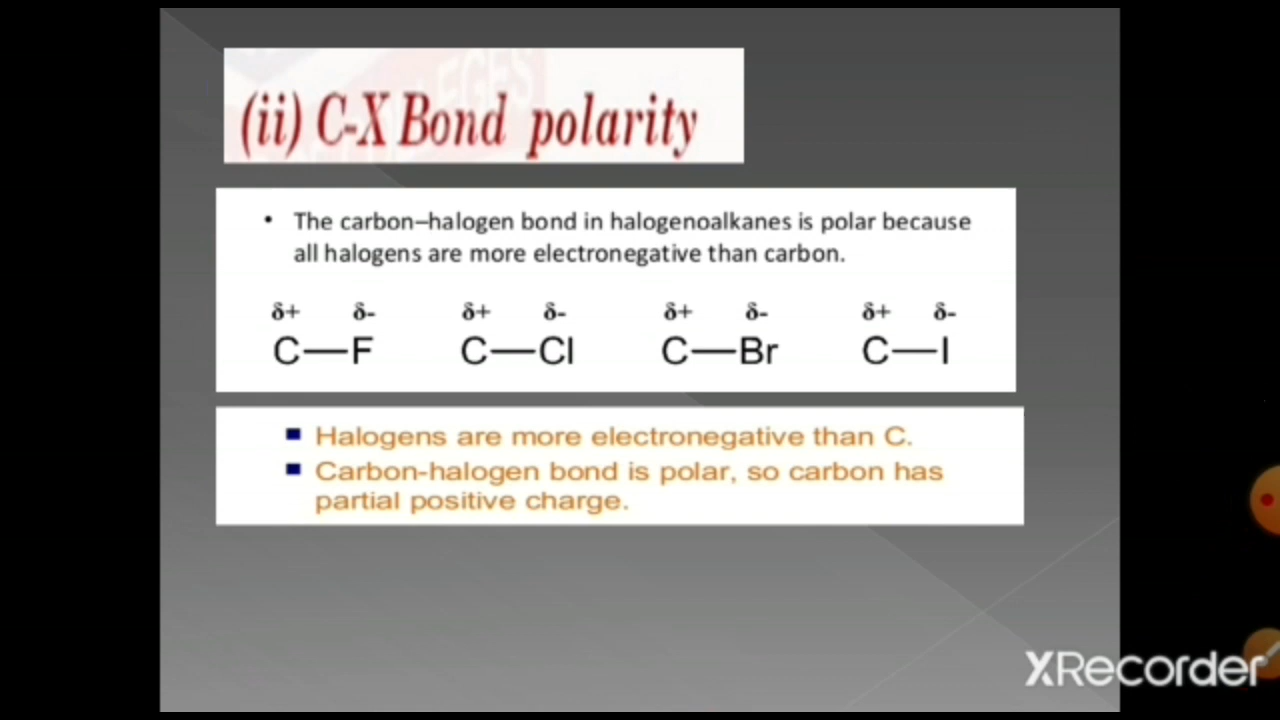 (ii) C-X Bond polarity
• The carbon–halogen bond in halogenoalkanes is polar because
all halogens are more electronegative than carbon.
δ+ δ- δ+ δ- δ+ δ- δ+ δ-
C—F C—Cl C—Br C—I
■ Halogens are more electronegative than C.
■ Carbon-halogen bond is polar, so carbon has
partial positive charge.
XRecorder